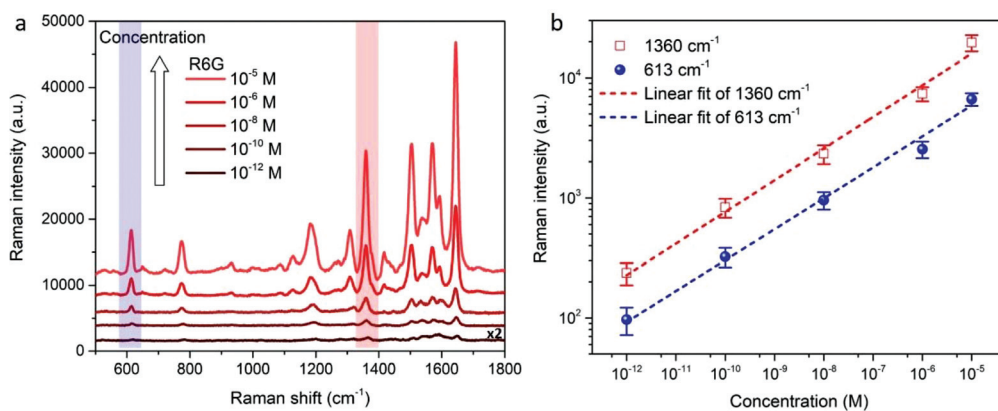 a
50000
40000
30000
20000
10000
0
Raman intensity (a.u.)
Concentration
R6G
10⁻⁵ M
10⁻⁶ M
10⁻⁸ M
10⁻¹⁰ M
10⁻¹² M
x2
600 800 1000 1200 1400 1600 1800
Raman shift (cm⁻¹)
b
10⁴
10³
10²
Raman intensity (a.u.)
1360 cm⁻¹
613 cm⁻¹
Linear fit of 1360 cm⁻¹
Linear fit of 613 cm⁻¹
10⁻¹² 10⁻¹¹ 10⁻¹⁰ 10⁻⁹ 10⁻⁸ 10⁻⁷ 10⁻⁶ 10⁻⁵
Concentration (M)